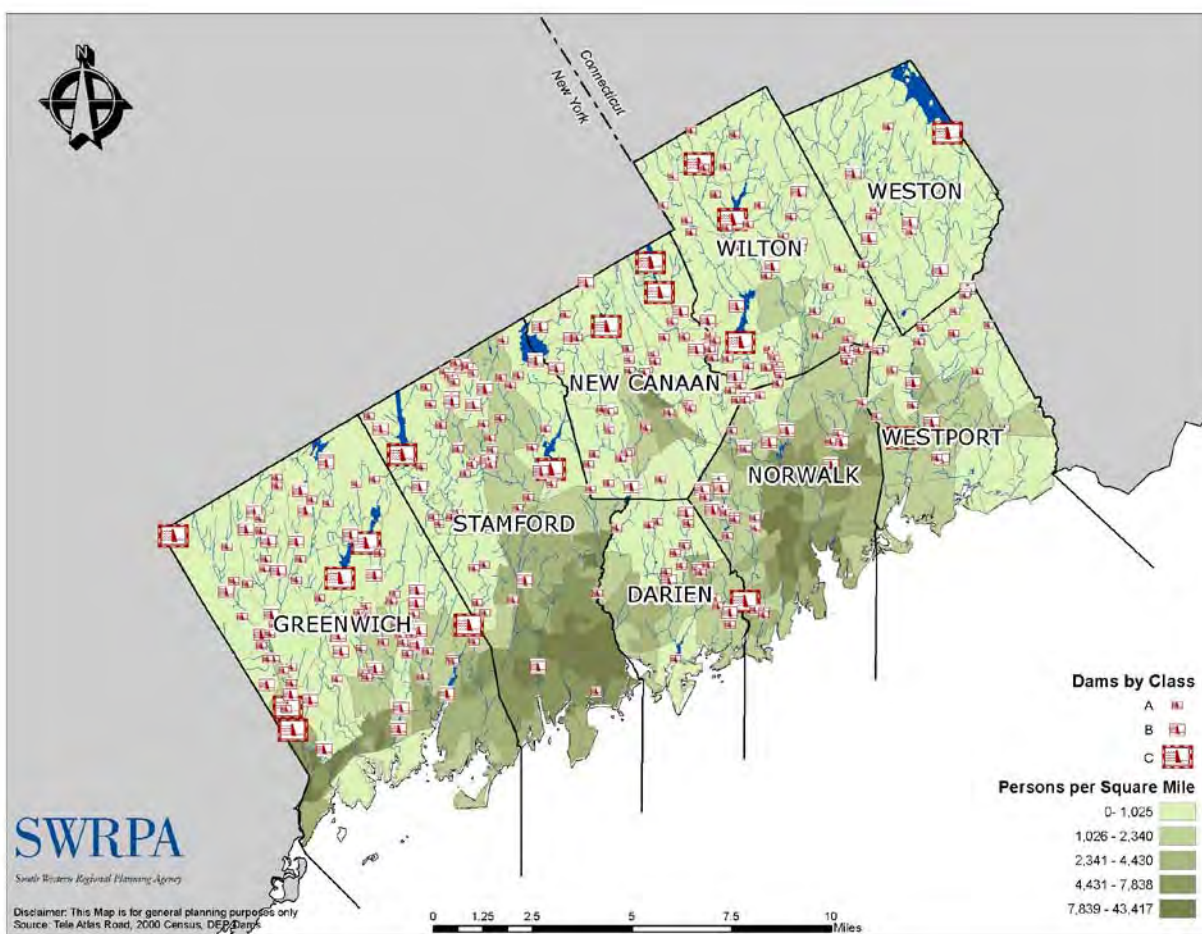 N
Connecticut
New York
WESTON
WILTON
NEW CANAAN
WESTPORT
NORWALK
STAMFORD
DARIEN
GREENWICH
Dams by Class
A
B
C
Persons per Square Mile
0- 1,025
1,026 - 2,340
2,341 - 4,430
4,431 - 7,838
7,839 - 43,417
SWRPA
South Western Regional Planning Agency
Disclaimer: This Map is for general planning purposes only
Source: Tele Atlas Road, 2000 Census, DEP Dams
0 1.25 2.5 5 7.5 10
Miles